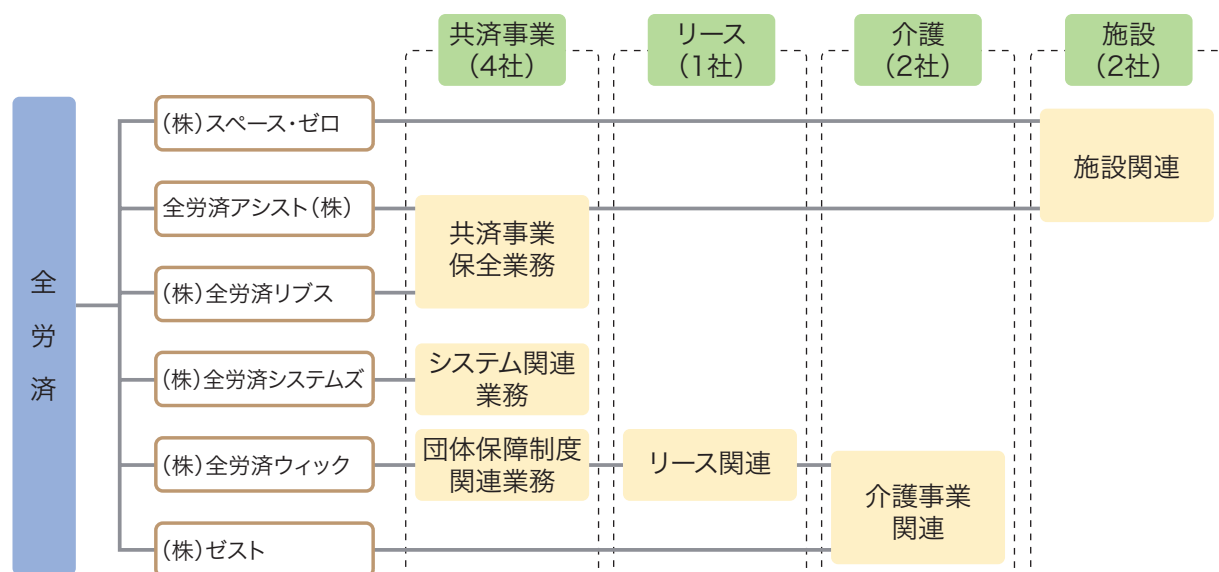 共済事業
（4社）
リース
（1社）
介護
（2社）
施設
（2社）
全労済
（株）スペース・ゼロ
全労済アシスト（株）
（株）全労済リブス
（株）全労済システムズ
（株）全労済ウィック
（株）ゼスト
施設関連
共済事業
保全業務
システム関連
業務
団体保障制度
関連業務
リース関連
介護事業
関連